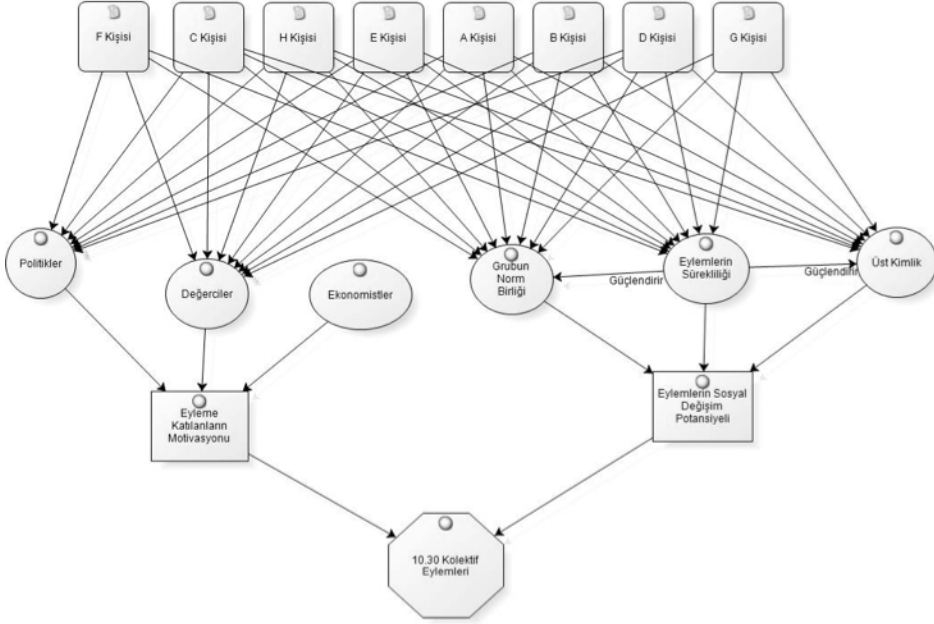 F Kişisi
C Kişisi
H Kişisi
E Kişisi
A Kişisi
B Kişisi
D Kişisi
G Kişisi
Politikler
Değerciler
Ekonomistler
Grubun
Norm
Birliği
Güçlendirir
Eylemlerin
Sürekliliği
Güçlendirir
Üst Kimlik
Eyleme
Katılanların
Motivasyonu
Eylemlerin Sosyal
Değişim
Potansiyeli
10.30 Kolektif
Eylemleri